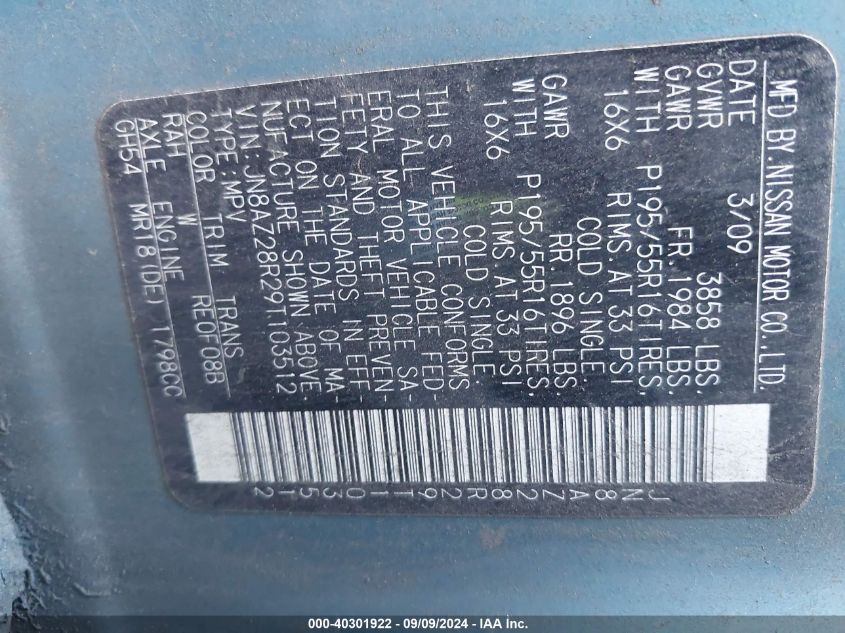 MFD BY.NISSAN MOTOR CO.,LTD.
DATE 3/09
GVWR 3858 LBS.
GAWR FR. 1984 LBS.
WITH P195/55R16TIRES,
16X6 RIMS.AT 33 PSI
COLD SINGLE.
GAWR RR.1896 LBS.
WITH P195/55R16TIRES,
16X6 RIMS.AT 33 PSI
COLD SINGLE.
THIS VEHICLE CONFORMS
TO ALL APPLICABLE FED-
ERAL MOTOR VEHICLE SA-
FETY AND THEFT PREVEN-
TION STANDARDS IN EFF-
ECT ON THE DATE OF MA
NUFACTURE SHOWN ABOVE.
VIN:JN8AZ28R29T103512
TYPE:MPV
COLOR TRIM TRANS
RAH W RE0F08B
AXLE ENGINE
GH54 MR18(DE) 1798CC
JN8AZ28R29T103512
000-40301922 - 09/09/2024 - IAA Inc.